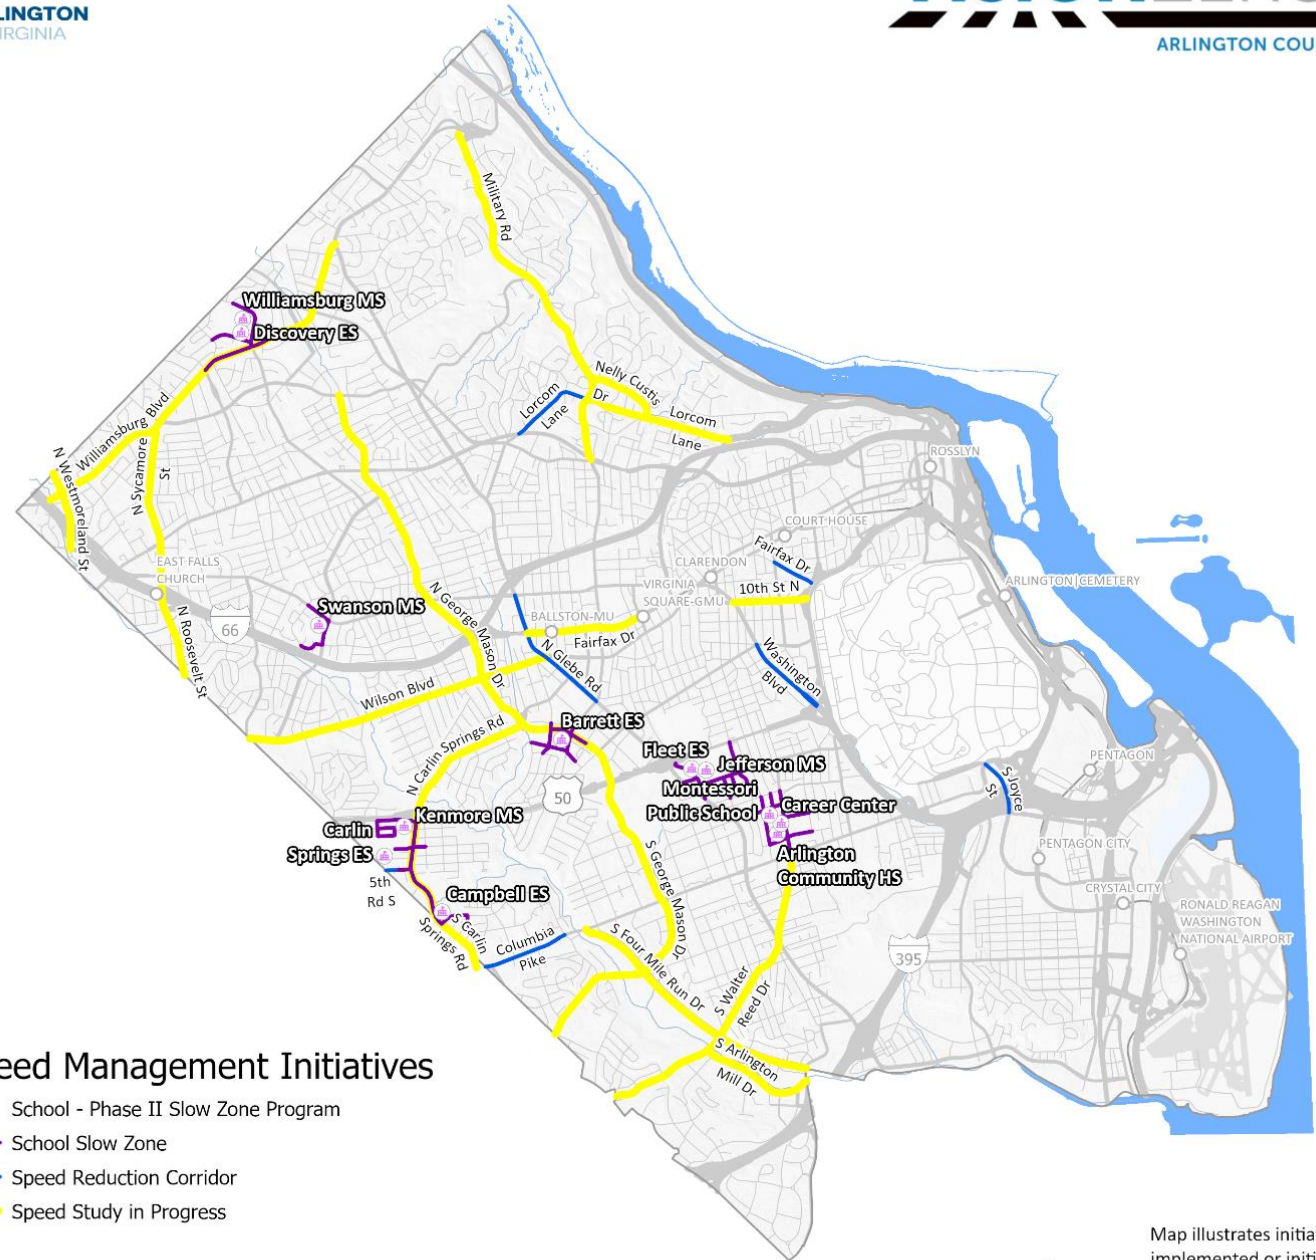 LINGTON
IRGINIA
ARLINGTON COU
Military Rd
Williamsburg MS
Discovery ES
Nelly Custis
Dr
Lorcom
Lane
Lorcom
Lane
Williamsburg Blvd
N Sycamore
St
N Westmoreland St
ROSSLYN
COURT HOUSE
Fairfax Dr
CLARENDON
EAST FALLS
CHURCH
10th St N
VIRGINIA
SQUARE-GMU
ARLINGTON CEMETERY
Swanson MS
N George Mason Dr
66
BALLSTON-MU
Fairfax Dr
N Roosevelt St
N Glebe Rd
Washington
Blvd
Wilson Blvd
N Carlin Springs Rd
Barrett ES
Fleet ES
Jefferson MS
PENTAGON
Montessori
Public School
S Joyce
St
50
Career Center
Kenmore MS
Carlin
Springs ES
PENTAGON CITY
Arlington
Community HS
5th
Rd S
S George Mason Dr
Campbell ES
CRYSTAL CITY
RONALD REAGAN
WASHINGTON
NATIONAL AIRPORT
S Carlin
Springs Rd
Columbia
Pike
S Four Mile Run Dr
395
S Walter
Reed Dr
S Arlington
Mill Dr
eed Management Initiatives
School - Phase II Slow Zone Program
School Slow Zone
Speed Reduction Corridor
Speed Study in Progress
Map illustrates initia
implemented or initi